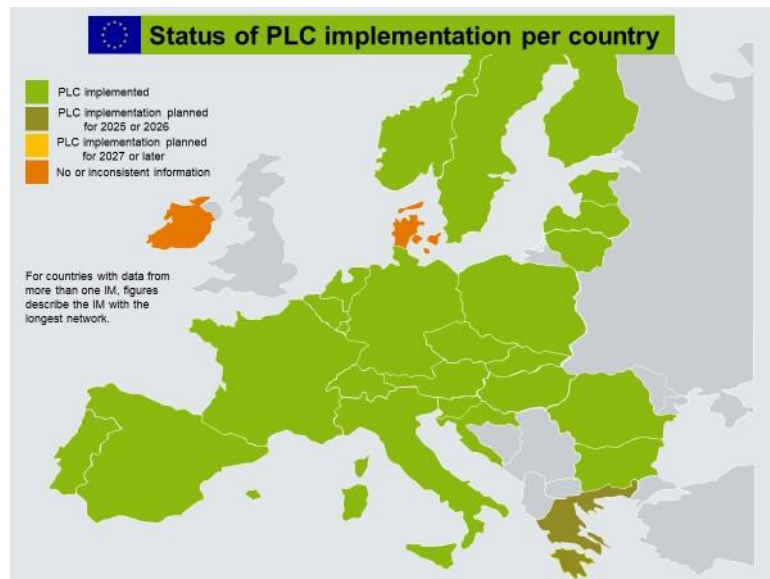 Status of PLC implementation per country
PLC implemented
PLC implementation planned
for 2025 or 2026
PLC implementation planned
for 2027 or later
No or inconsistent information
For countries with data from
more than one IM, figures
describe the IM with the
longest network.